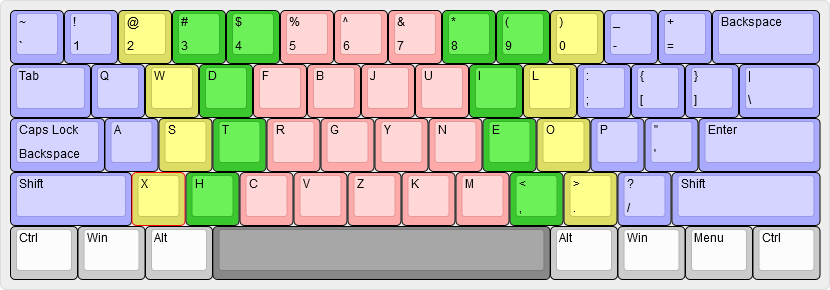 ~ ! @ # $ % ^ & * ( ) _ + Backspace
` 1 2 3 4 5 6 7 8 9 0 - =
Tab Q W D F B J U I L : { } |
; [ ] \
Caps Lock A S T R G Y N E O P " Enter
Backspace '
Shift X H C V Z K M < > ? Shift
, . /
Ctrl Win Alt Alt Win Menu Ctrl